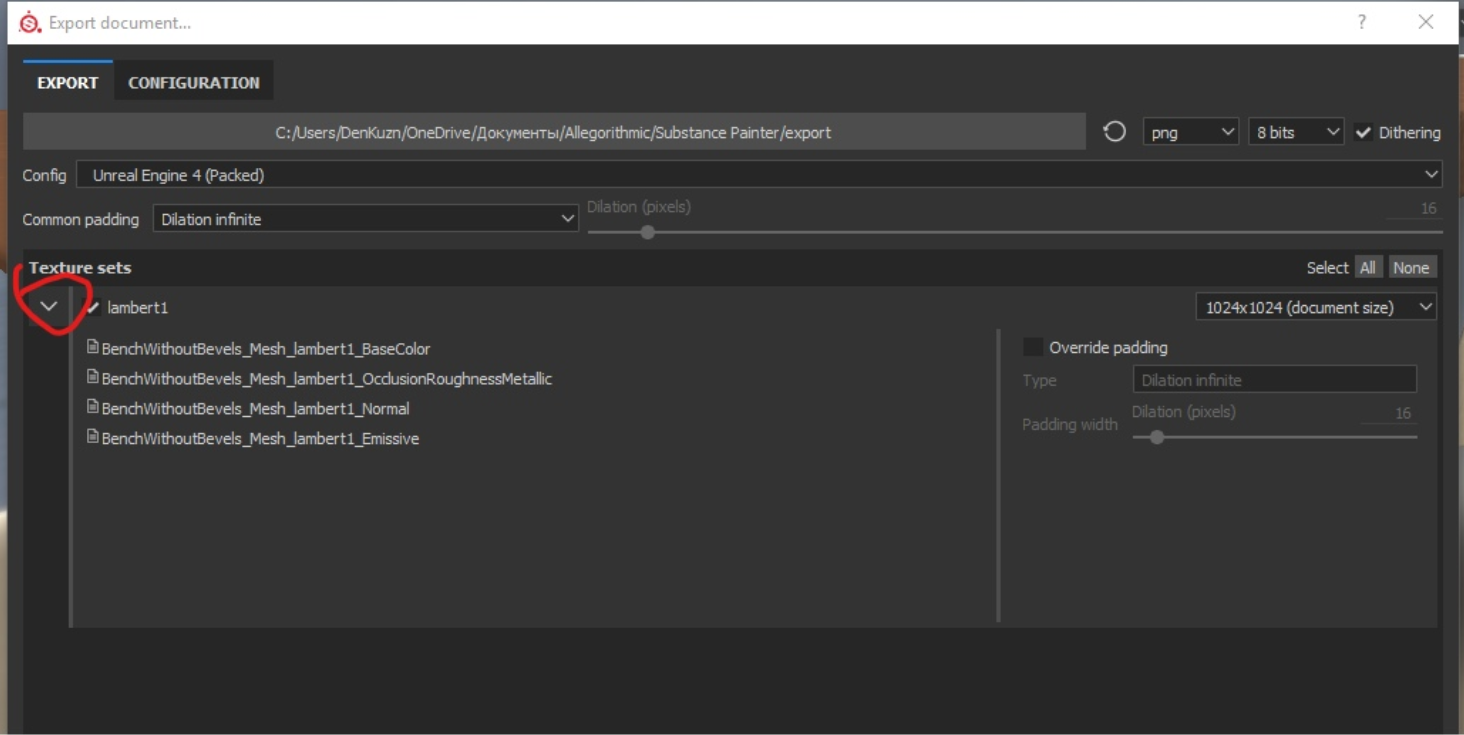 Export document...
EXPORT CONFIGURATION
C:/Users/DenKuzn/OneDrive/Документы/Allegorithmic/Substance Painter/export png 8 bits Dithering
Config Unreal Engine 4 (Packed)
Common padding Dilation infinite Dilation (pixels) 16
Texture sets Select All None
lambert1 1024x1024 (document size)
BenchWithoutBevels_Mesh_lambert1_BaseColor Override padding
BenchWithoutBevels_Mesh_lambert1_OcclusionRoughnessMetallic Type Dilation infinite
BenchWithoutBevels_Mesh_lambert1_Normal Padding width Dilation (pixels) 16
BenchWithoutBevels_Mesh_lambert1_Emissive